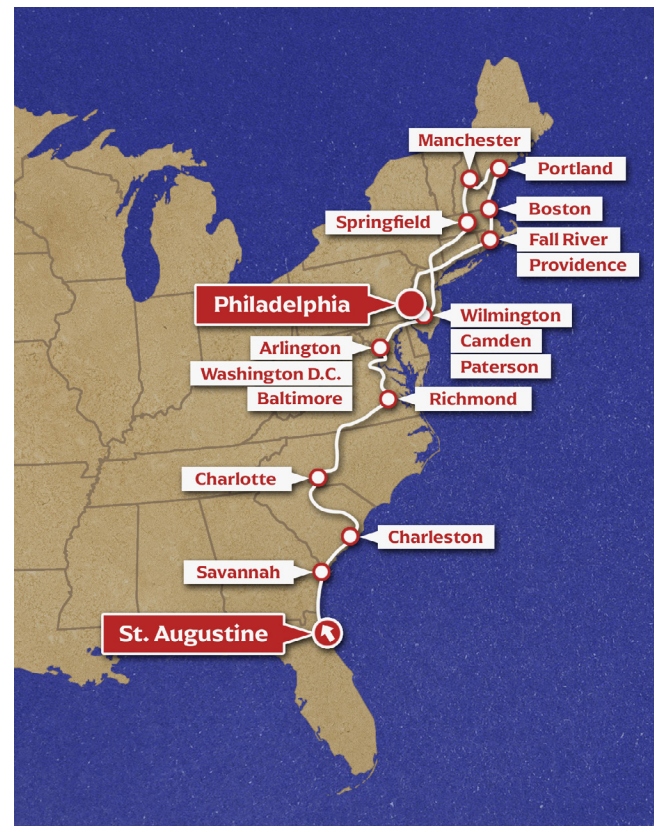 Manchester
Portland
Springfield
Boston
Fall River
Providence
Philadelphia
Wilmington
Camden
Paterson
Arlington
Washington D.C.
Baltimore
Richmond
Charlotte
Charleston
Savannah
St. Augustine